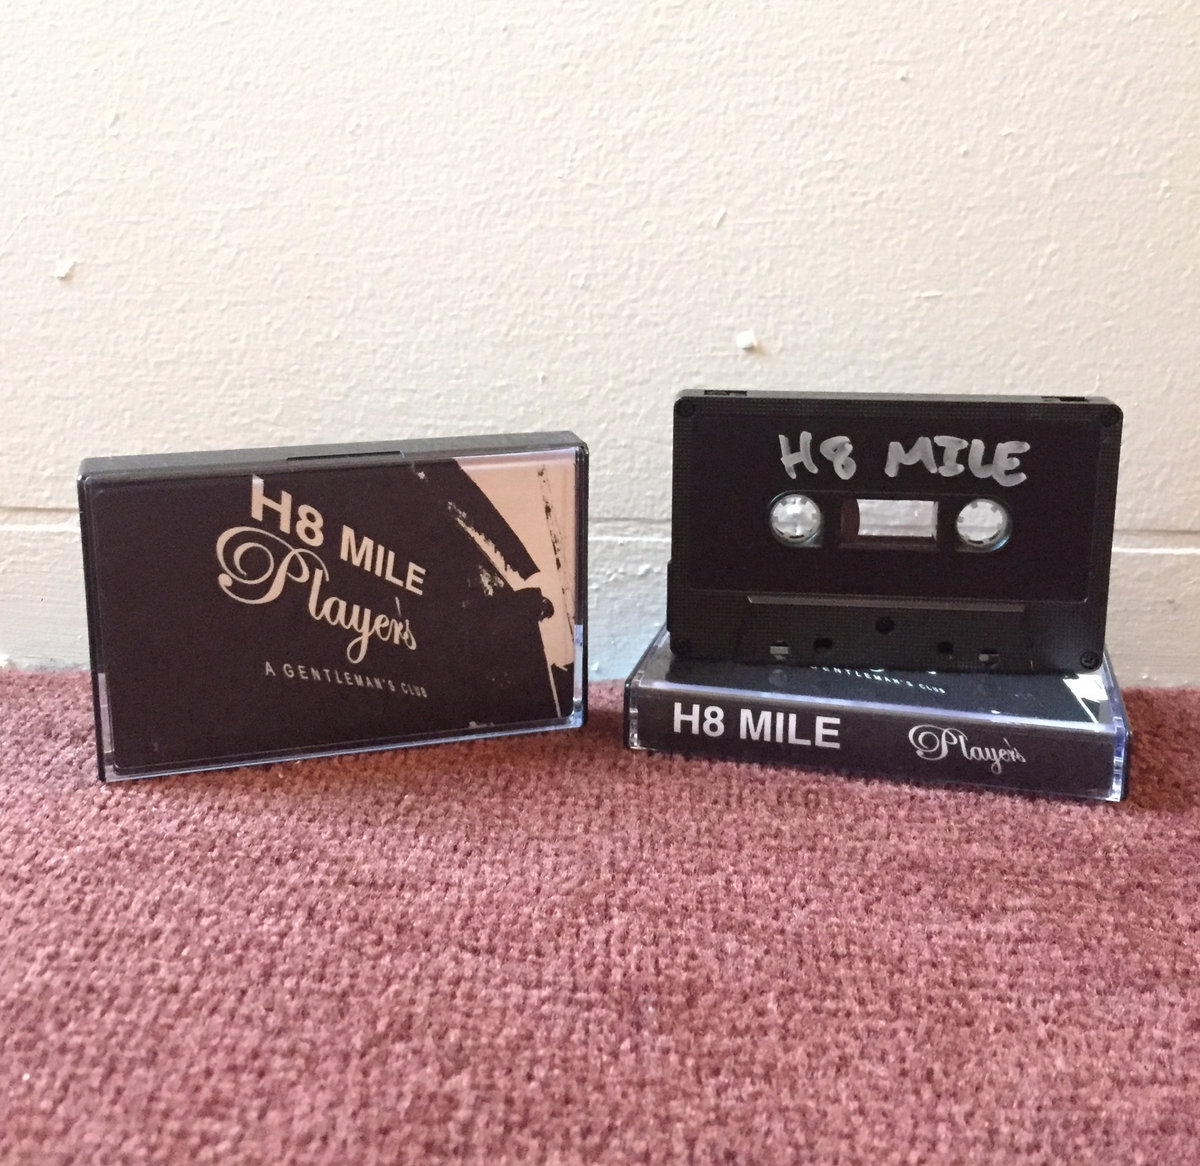 H8 MILE
Player's
A GENTLEMAN'S CLUB
H8 MILE
GENTLEMAN'S CLUB
H8 MILE
Player's